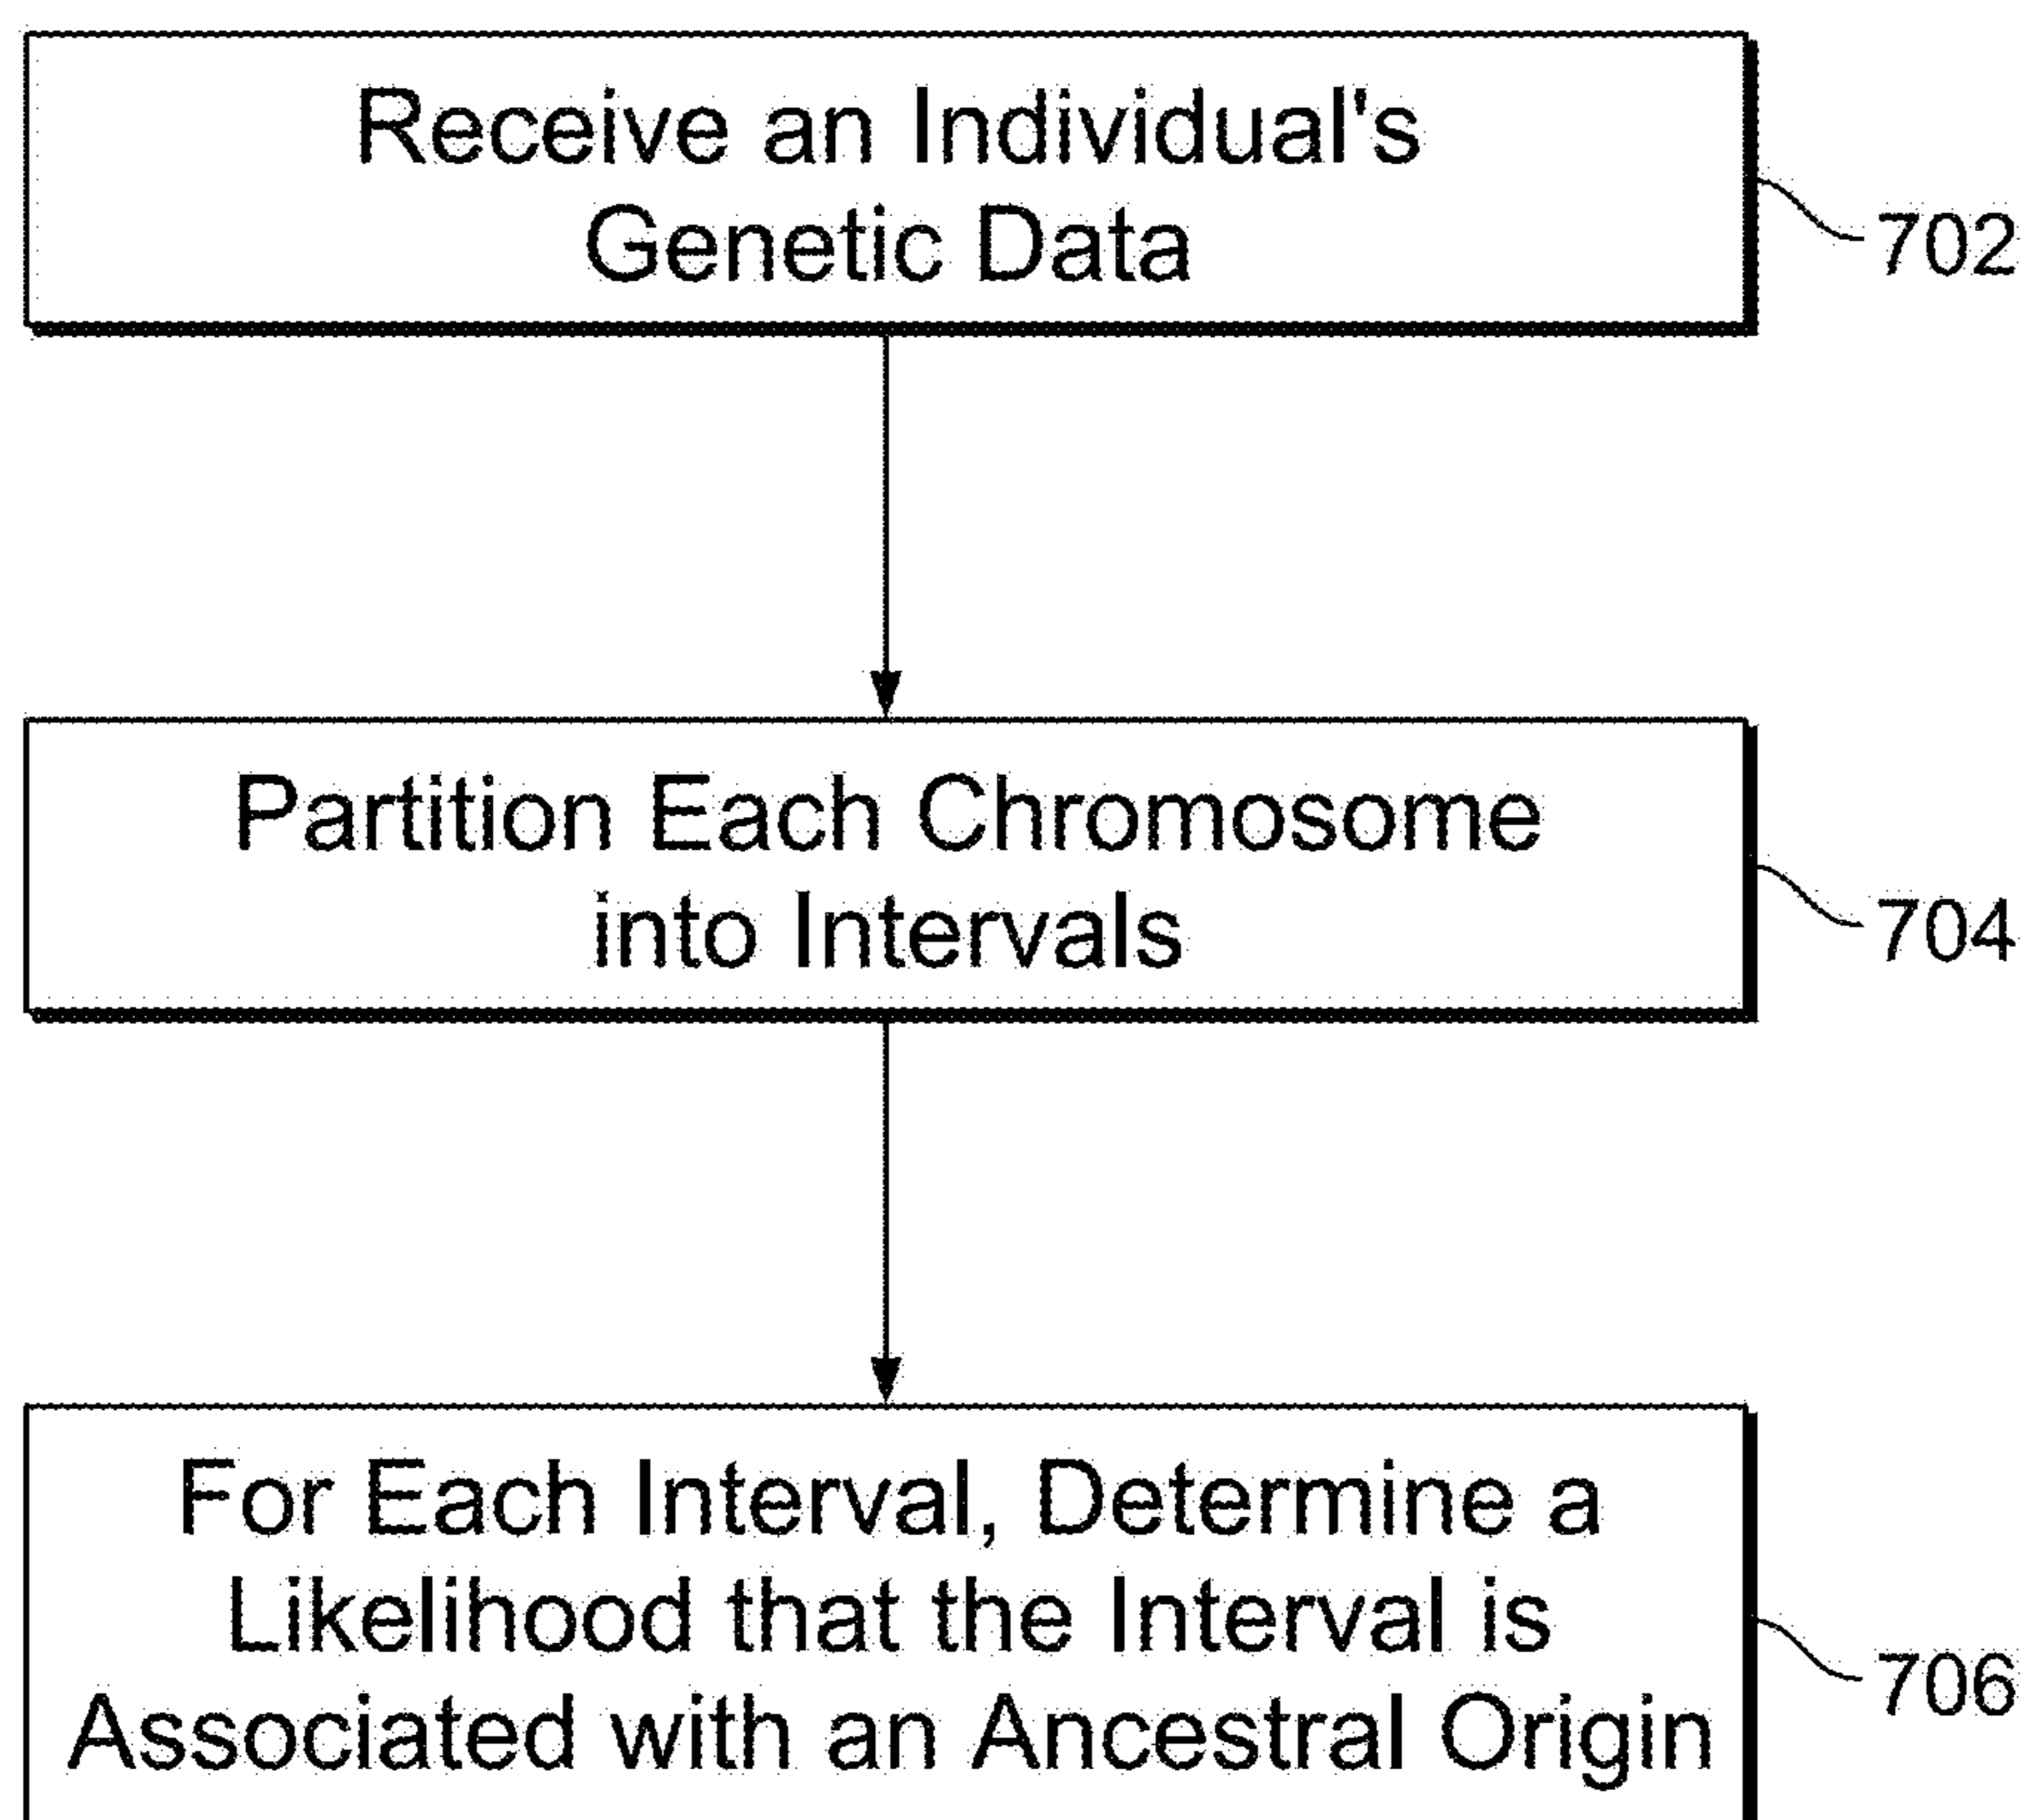 Receive an Individual's
Genetic Data
702
Partition Each Chromosome
into Intervals
704
For Each Interval, Determine a
Likelihood that the Interval is
Associated with an Ancestral Origin
706